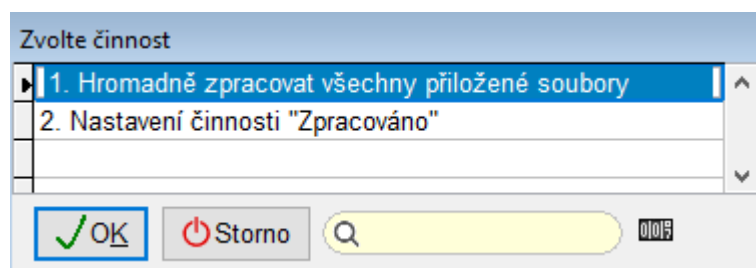 Zvolte činnost
1. Hromadně zpracovat všechny přiložené soubory
2. Nastavení činnosti "Zpracováno"
OK Storno